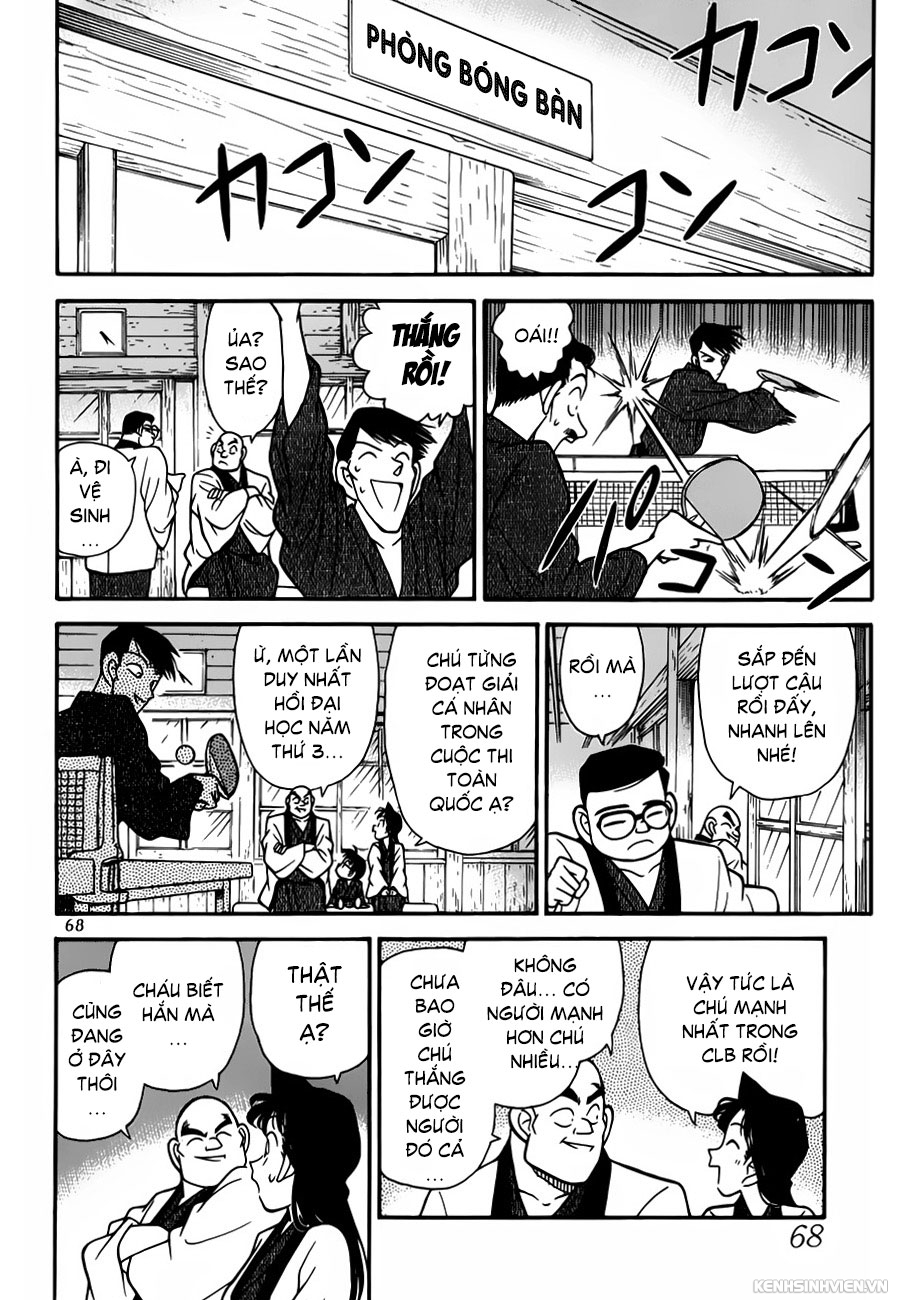 PHÒNG BÓNG BÀN
カコン
カコン
カコン
OÁI!!
カコン
THẮNG
RỒI!
ỦA?
SAO
THẾ?
À, ĐI
VỆ
SINH
...
SẮP ĐẾN
LƯỢT CẬU
RỒI ĐẤY,
NHANH LÊN
NHÉ!
RỒI MÀ
...
CHÚ TỪNG
ĐOẠT GIẢI
CÁ NHÂN
TRONG
CUỘC THI
TOÀN
QUỐC Ạ?
Ừ, MỘT LẦN
DUY NHẤT
HỒI ĐẠI
HỌC NĂM
THỨ 3...
68
VẬY TỨC LÀ
CHÚ MẠNH
NHẤT TRONG
CLB RỒI!
KHÔNG
ĐÂU... CÓ
NGƯỜI MẠNH
HƠN CHÚ
NHIỀU...
CHƯA
BAO
GIỜ
CHÚ
THẮNG
ĐƯỢC
NGƯỜI
ĐÓ CẢ
...
THẬT
THẾ
Ạ?
CHÁU BIẾT
HẮN MÀ
...
CŨNG
ĐANG
Ở ĐÂY
THÔI
...
68
KENHSINHVIEN.VN